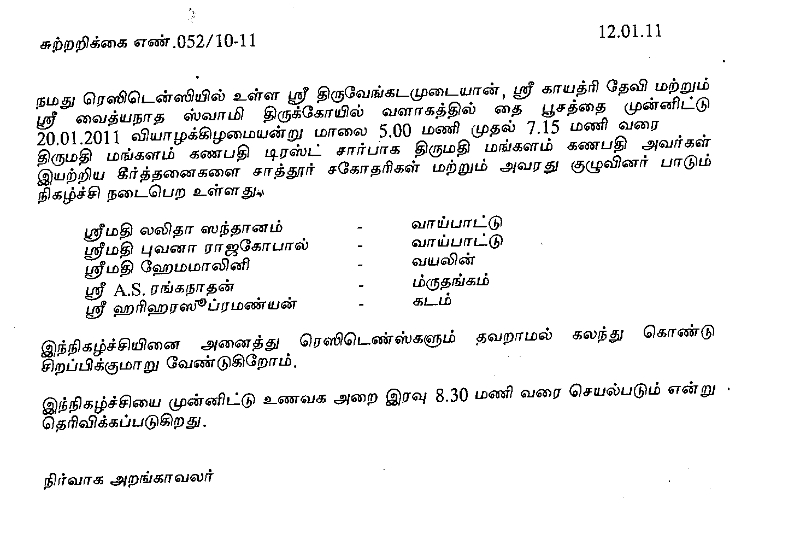 சுற்றறிக்கை எண்.052/10-11 12.01.11
நமது ரெஸிடென்ஸியில் உள்ள ஸ்ரீ திருவேங்கடமுடையான், ஸ்ரீ காயத்ரி தேவி மற்றும்
ஸ்ரீ வைத்யநாத ஸ்வாமி திருக்கோயில் வளாகத்தில் தை பூசத்தை முன்னிட்டு
20.01.2011 வியாழக்கிழமையன்று மாலை 5.00 மணி முதல் 7.15 மணி வரை
திருமதி மங்களம் கணபதி டிரஸ்ட் சார்பாக திருமதி மங்களம் கணபதி அவர்கள்
இயற்றிய கீர்த்தனைகளை சாத்தூர் சகோதரிகள் மற்றும் அவரது குழுவினர் பாடும்
நிகழ்ச்சி நடைபெற உள்ளது.
ஸ்ரீமதி லலிதா ஸந்தானம் - வாய்பாட்டு
ஸ்ரீமதி புவனா ராஜகோபால் - வாய்பாட்டு
ஸ்ரீமதி ஹேமமாலினி - வயலின்
ஸ்ரீ A.S. ரங்கநாதன் - ம்ருதங்கம்
ஸ்ரீ ஹரிஹரஸூப்ரமண்யன் - கடம்
இந்நிகழ்ச்சியினை அனைத்து ரெஸிடெண்ஸ்களும் தவறாமல் கலந்து கொண்டு
சிறப்பிக்குமாறு வேண்டுகிறோம்.
இந்நிகழ்ச்சியை முன்னிட்டு உணவக அறை இரவு 8.30 மணி வரை செயல்படும் என்று
தெரிவிக்கப்படுகிறது.
நிர்வாக அறங்காவலர்